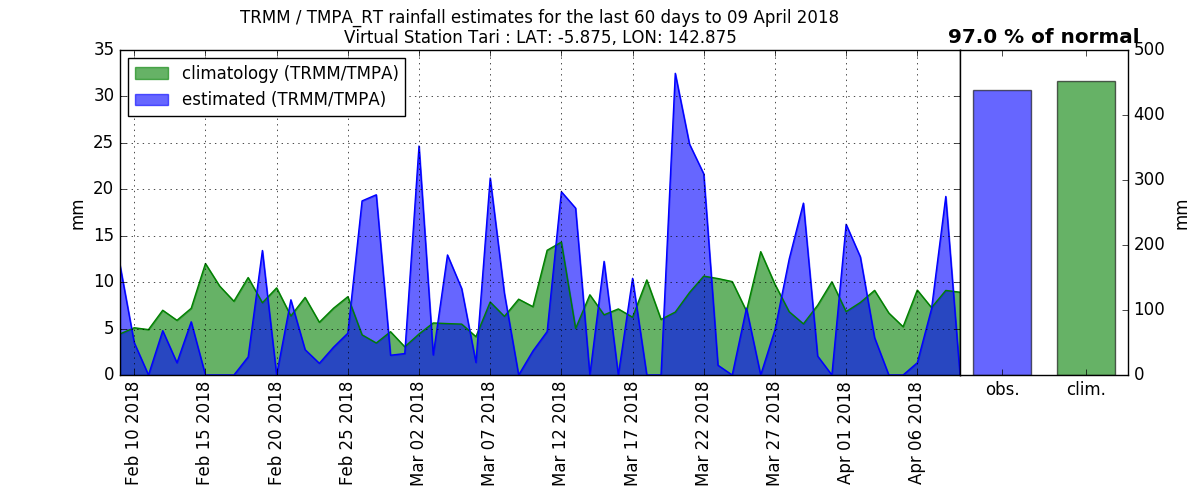 TRMM / TMPA_RT rainfall estimates for the last 60 days to 09 April 2018
Virtual Station Tari : LAT: -5.875, LON: 142.875
97.0 % of normal
climatology (TRMM/TMPA)
estimated (TRMM/TMPA)
35
30
25
20
15
10
5
0
mm
Feb 10 2018
Feb 15 2018
Feb 20 2018
Feb 25 2018
Mar 02 2018
Mar 07 2018
Mar 12 2018
Mar 17 2018
Mar 22 2018
Mar 27 2018
Apr 01 2018
Apr 06 2018
obs.
clim.
500
400
300
200
100
0
mm